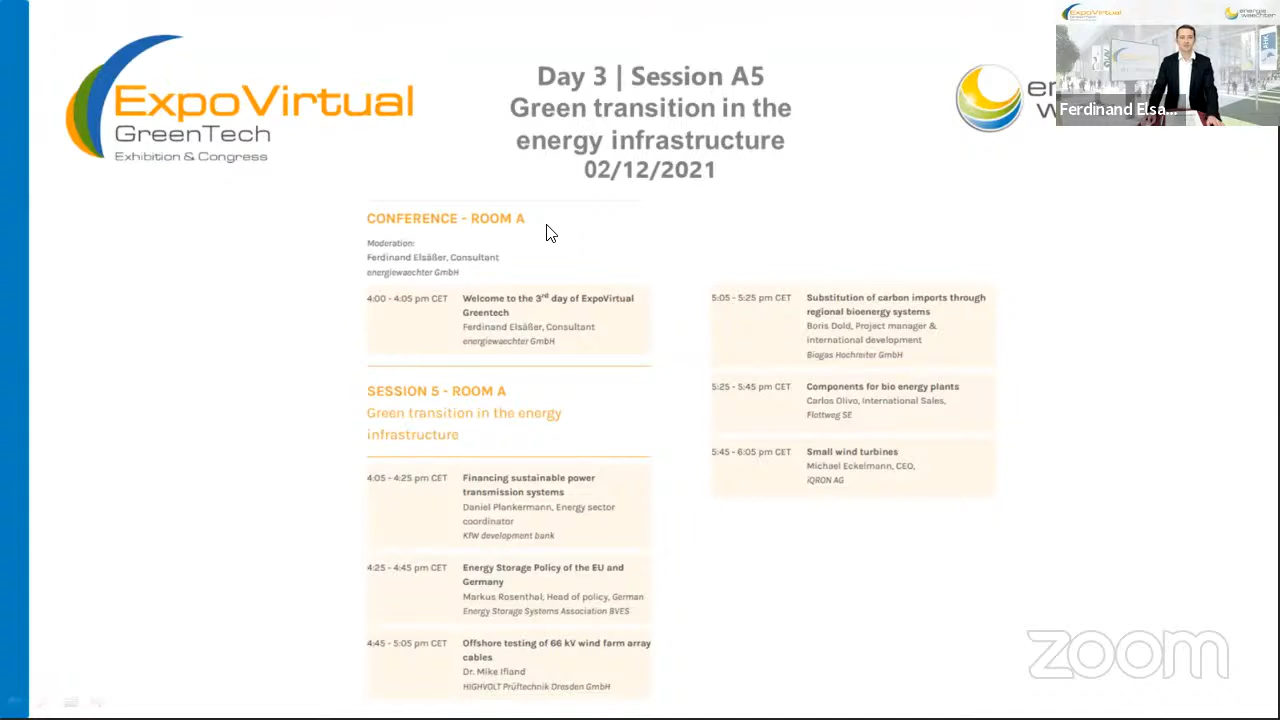 ExpoVirtual
GreenTech
Exhibition & Congress
Day 3 | Session A5
Green transition in the
energy infrastructure
02/12/2021
ExpoVirtual
energie
waechter
Ferdinand Elsa...
CONFERENCE - ROOM A
Moderation:
Ferdinand Elsäßer, Consultant
energiewaechter GmbH
4:00 - 4:05 pm CET Welcome to the 3rd day of ExpoVirtual
Greentech
Ferdinand Elsäßer, Consultant
energiewaechter GmbH
SESSION 5 - ROOM A
Green transition in the energy
infrastructure
4:05 - 4:25 pm CET Financing sustainable power
transmission systems
Daniel Plankermann, Energy sector
coordinator
KfW development bank
4:25 - 4:45 pm CET Energy Storage Policy of the EU and
Germany
Markus Rosenthal, Head of policy, German
Energy Storage Systems Association BVES
4:45 - 5:05 pm CET Offshore testing of 66 kV wind farm array
cables
Dr. Mike Ifland
HIGHVOLT Prüftechnik Dresden GmbH
5:05 - 5:25 pm CET Substitution of carbon imports through
regional bioenergy systems
Boris Dold, Project manager &
international development
Biogas Hochreiter GmbH
5:25 - 5:45 pm CET Components for bio energy plants
Carlos Olivo, International Sales,
Flottweg SE
5:45 - 6:05 pm CET Small wind turbines
Michael Eckelmann, CEO,
iQRON AG
zoom